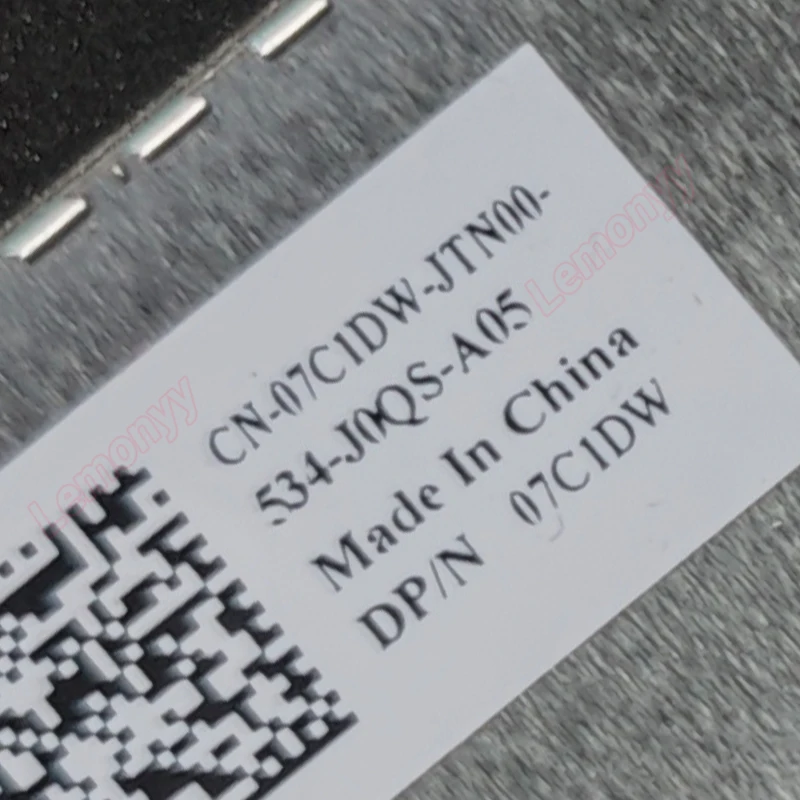 CN-07C1DW-JTN00-
534-J0QS-A05
Made In China
DP/N 07C1DW
Lemonyy
Lemonyy